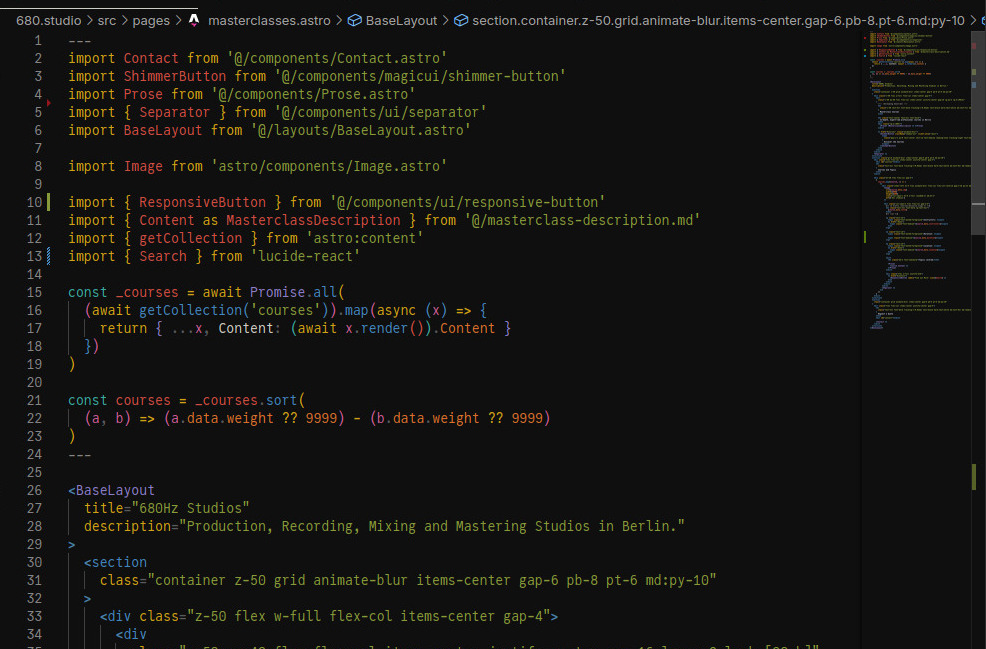 680.studio > src > pages > masterclasses.astro > BaseLayout > section.container.z-50.grid.animate-blur.items-center.gap-6.pb-8.pt-6.md:py-10 >
1 ---
2 import Contact from '@/components/Contact.astro'
3 import ShimmerButton from '@/components/magicui/shimmer-button'
4 import Prose from '@/components/Prose.astro'
5 import { Separator } from '@/components/ui/separator'
6 import BaseLayout from '@/layouts/BaseLayout.astro'
7
8 import Image from 'astro/components/Image.astro'
9
10 import { ResponsiveButton } from '@/components/ui/responsive-button'
11 import { Content as MasterclassDescription } from '@/masterclass-description.md'
12 import { getCollection } from 'astro:content'
13 import { Search } from 'lucide-react'
14
15 const _courses = await Promise.all(
16 (await getCollection('courses')).map(async (x) => {
17 return { ...x, Content: (await x.render()).Content }
18 })
19 )
20
21 const courses = _courses.sort(
22 (a, b) => (a.data.weight ?? 9999) - (b.data.weight ?? 9999)
23 )
24 ---
25
26 <BaseLayout
27 title="680Hz Studios"
28 description="Production, Recording, Mixing and Mastering Studios in Berlin."
29 >
30 <section
31 class="container z-50 grid animate-blur items-center gap-6 pb-8 pt-6 md:py-10"
32 >
33 <div class="z-50 flex w-full flex-col items-center gap-4">
34 <div